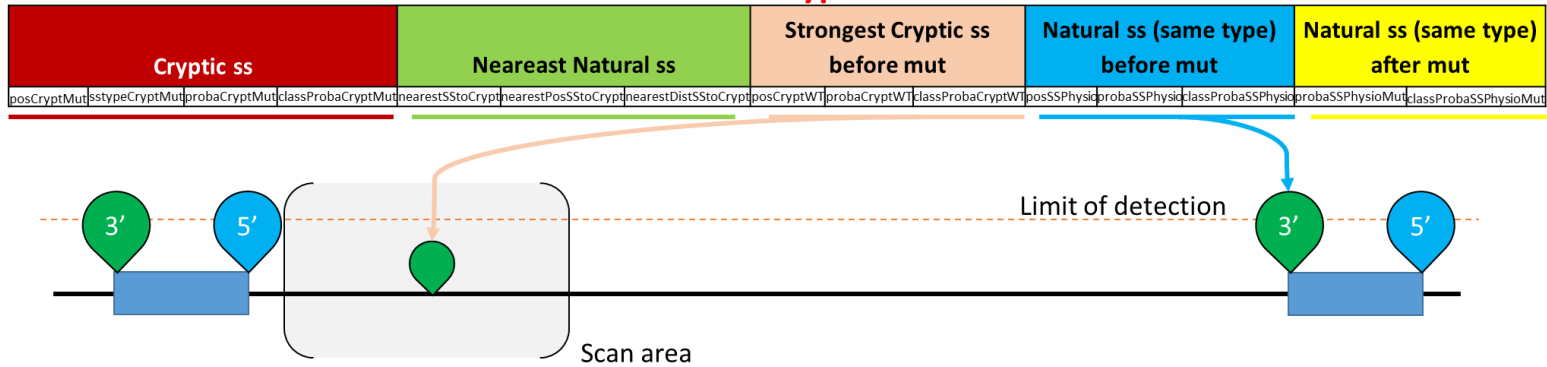 Cryptic ss
Neareast Natural ss
Strongest Cryptic ss
before mut
Natural ss (same type)
before mut
Natural ss (same type)
after mut
posCryptMut sstypeCryptMut probaCryptMut classProbaCryptMut nearestSStoCrypt nearestPosSStoCrypt nearestDistSStoCrypt posCryptWT probaCryptWT classProbaCryptWT posSSPhysio probaSSPhysio classProbaSSPhysio probaSSPhysioMut classProbaSSPhysioMut
Limit of detection
3’ 5’ 3’ 5’
Scan area